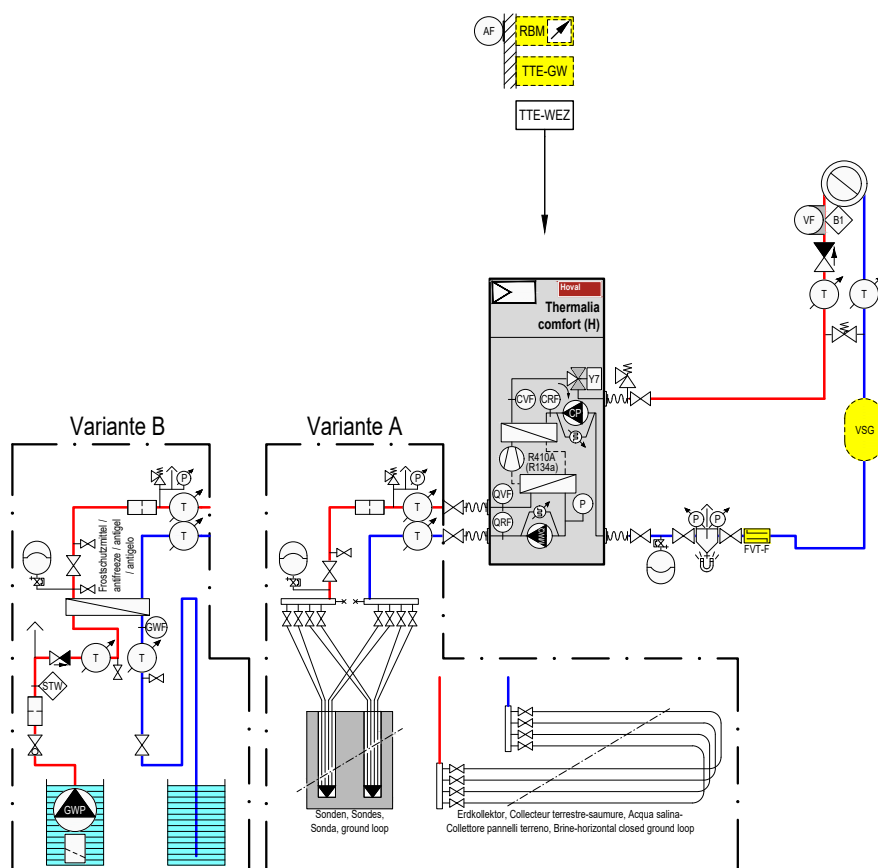 AF
RBM
TTE-GW
TTE-WEZ
VF
B1
T
T
Hoval
Thermalia
comfort (H)
Y7
CVF
CRF
CP
R410A
(R134a)
QVF
QRF
QWP
P
VSG
P
P
FVT-F
Variante B
Variante A
P
T
T
Frostschutzmittel /
antifreeze / antigel
/ antigelo
GWF
T
T
STW
GWP
P
T
T
Sonden, Sondes,
Sonda, ground loop
Erdkollektor, Collecteur terrestre-saumure, Acqua salina-
Collettore pannelli terreno, Brine-horizontal closed ground loop